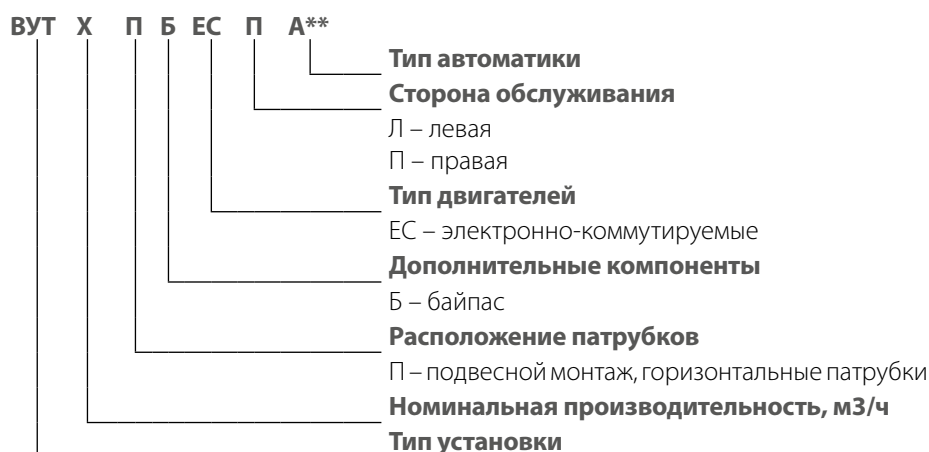 ВУТ Х П Б ЕС П А**
Тип автоматики
Сторона обслуживания
Л – левая
П – правая
Тип двигателей
ЕС – электронно-коммутируемые
Дополнительные компоненты
Б – байпас
Расположение патрубков
П – подвесной монтаж, горизонтальные патрубки
Номинальная производительность, м3/ч
Тип установки